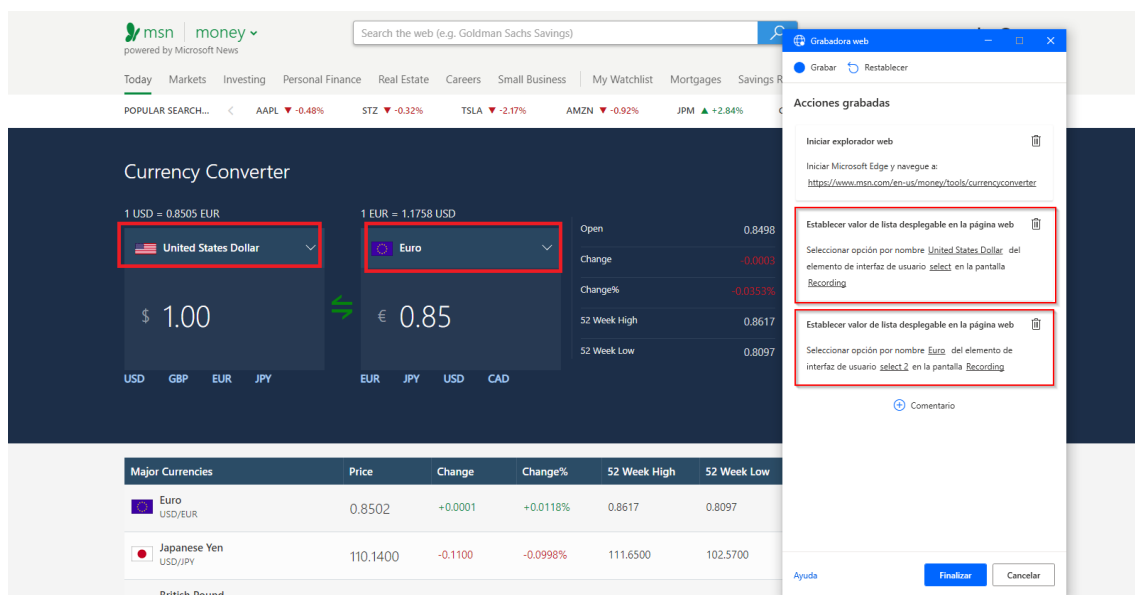 msn money
powered by Microsoft News
Search the web (e.g. Goldman Sachs Savings)
Today Markets Investing Personal Finance Real Estate Careers Small Business My Watchlist Mortgages Savings R
POPULAR SEARCH... AAPL ▼ -0.48% STZ ▼ -0.32% TSLA ▼ -2.17% AMZN ▼ -0.92% JPM ▲ +2.84%
Currency Converter
1 USD = 0.8505 EUR
1 EUR = 1.1758 USD
United States Dollar
Euro
$ 1.00
€ 0.85
USD GBP EUR JPY
EUR JPY USD CAD
Open 0.8498
Change -0.0003
Change% -0.0353%
52 Week High 0.8617
52 Week Low 0.8097
Major Currencies Price Change Change% 52 Week High 52 Week Low
Euro
USD/EUR
0.8502 +0.0001 +0.0118% 0.8617 0.8097
Japanese Yen
USD/JPY
110.1400 -0.1100 -0.0998% 111.6500 102.5700
British Pound
Grabadora web
Grabar Restablecer
Acciones grabadas
Iniciar explorador web
Iniciar Microsoft Edge y navegue a:
https://www.msn.com/en-us/money/tools/currencyconverter
Establecer valor de lista desplegable en la página web
Seleccionar opción por nombre United States Dollar del
elemento de interfaz de usuario select en la pantalla
Recording
Establecer valor de lista desplegable en la página web
Seleccionar opción por nombre Euro del elemento de
interfaz de usuario select 2 en la pantalla Recording
Comentario
Ayuda
Finalizar
Cancelar